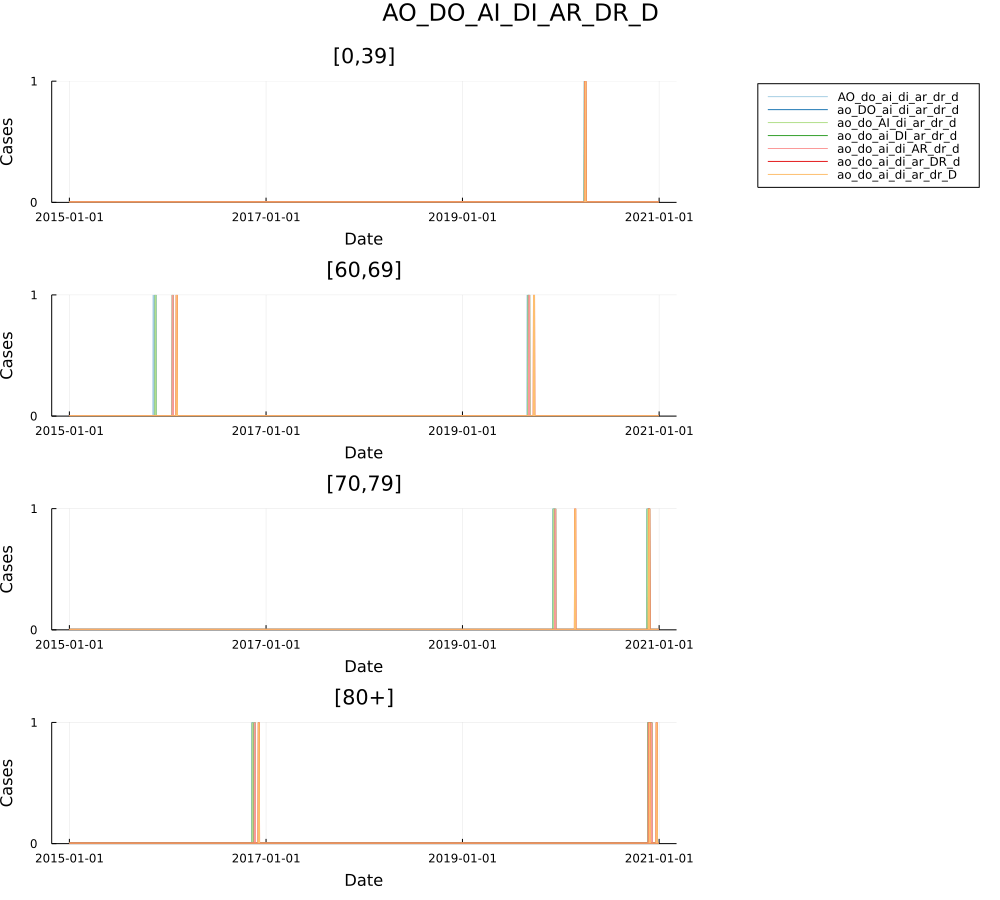 AO_DO_AI_DI_AR_DR_D
[0,39]
1
Cases
0
2015-01-01 2017-01-01 2019-01-01 2021-01-01
Date
AO_do_ai_di_ar_dr_d
ao_DO_ai_di_ar_dr_d
ao_do_AI_di_ar_dr_d
ao_do_ai_DI_ar_dr_d
ao_do_ai_di_AR_dr_d
ao_do_ai_di_ar_DR_d
ao_do_ai_di_ar_dr_D
[60,69]
1
Cases
0
2015-01-01 2017-01-01 2019-01-01 2021-01-01
Date
[70,79]
1
Cases
0
2015-01-01 2017-01-01 2019-01-01 2021-01-01
Date
[80+]
1
Cases
0
2015-01-01 2017-01-01 2019-01-01 2021-01-01
Date